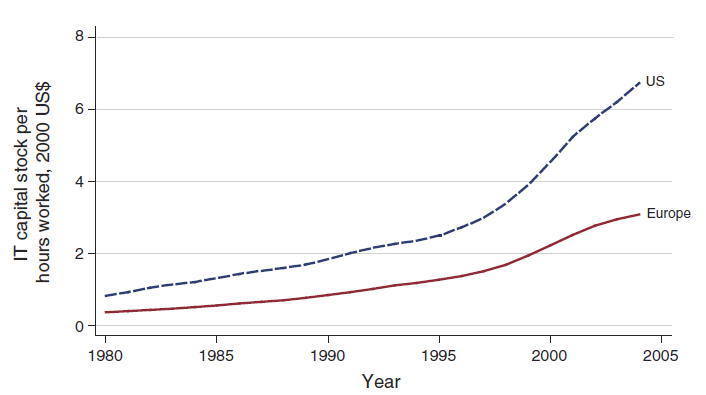 8
6
4
2
0
IT capital stock per
hours worked, 2000 US$
US
Europe
1980 1985 1990 1995 2000 2005
Year